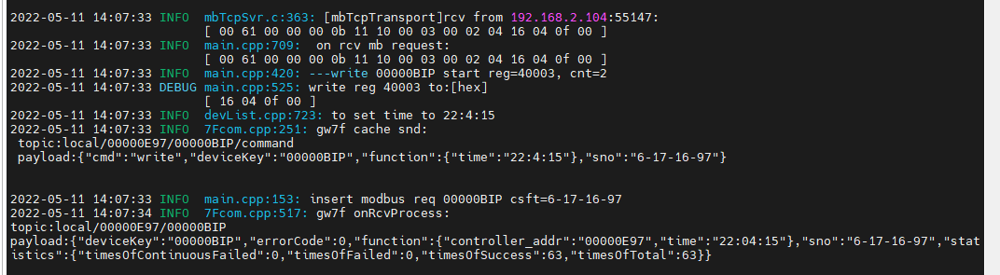 2022-05-11 14:07:33 INFO  mbTcpSvr.c:363: [mbTcpTransport]rcv from 192.168.2.104:55147:
[ 00 61 00 00 00 0b 11 10 00 03 00 02 04 16 04 0f 00 ]
2022-05-11 14:07:33 INFO  main.cpp:709:  on rcv mb request:
[ 00 61 00 00 00 0b 11 10 00 03 00 02 04 16 04 0f 00 ]
2022-05-11 14:07:33 INFO  main.cpp:420: ---write 00000BIP start reg=40003, cnt=2
2022-05-11 14:07:33 DEBUG main.cpp:525: write reg 40003 to:[hex]
[ 16 04 0f 00 ]
2022-05-11 14:07:33 INFO  devList.cpp:723: to set time to 22:4:15
2022-05-11 14:07:33 INFO  7Fcom.cpp:251: gw7f cache snd:
topic:local/00000E97/00000BIP/command
payload:{"cmd":"write","deviceKey":"00000BIP","function":{"time":"22:4:15"},"sno":"6-17-16-97"}
2022-05-11 14:07:33 INFO  main.cpp:153: insert modbus req 00000BIP csft=6-17-16-97
2022-05-11 14:07:34 INFO  7Fcom.cpp:517: gw7f onRcvProcess:
topic:local/00000E97/00000BIP
payload:{"deviceKey":"00000BIP","errorCode":0,"function":{"controller_addr":"00000E97","time":"22:04:15"},"sno":"6-17-16-97","stat
istics":{"timesOfContinuousFailed":0,"timesOfFailed":0,"timesOfSuccess":63,"timesOfTotal":63}}